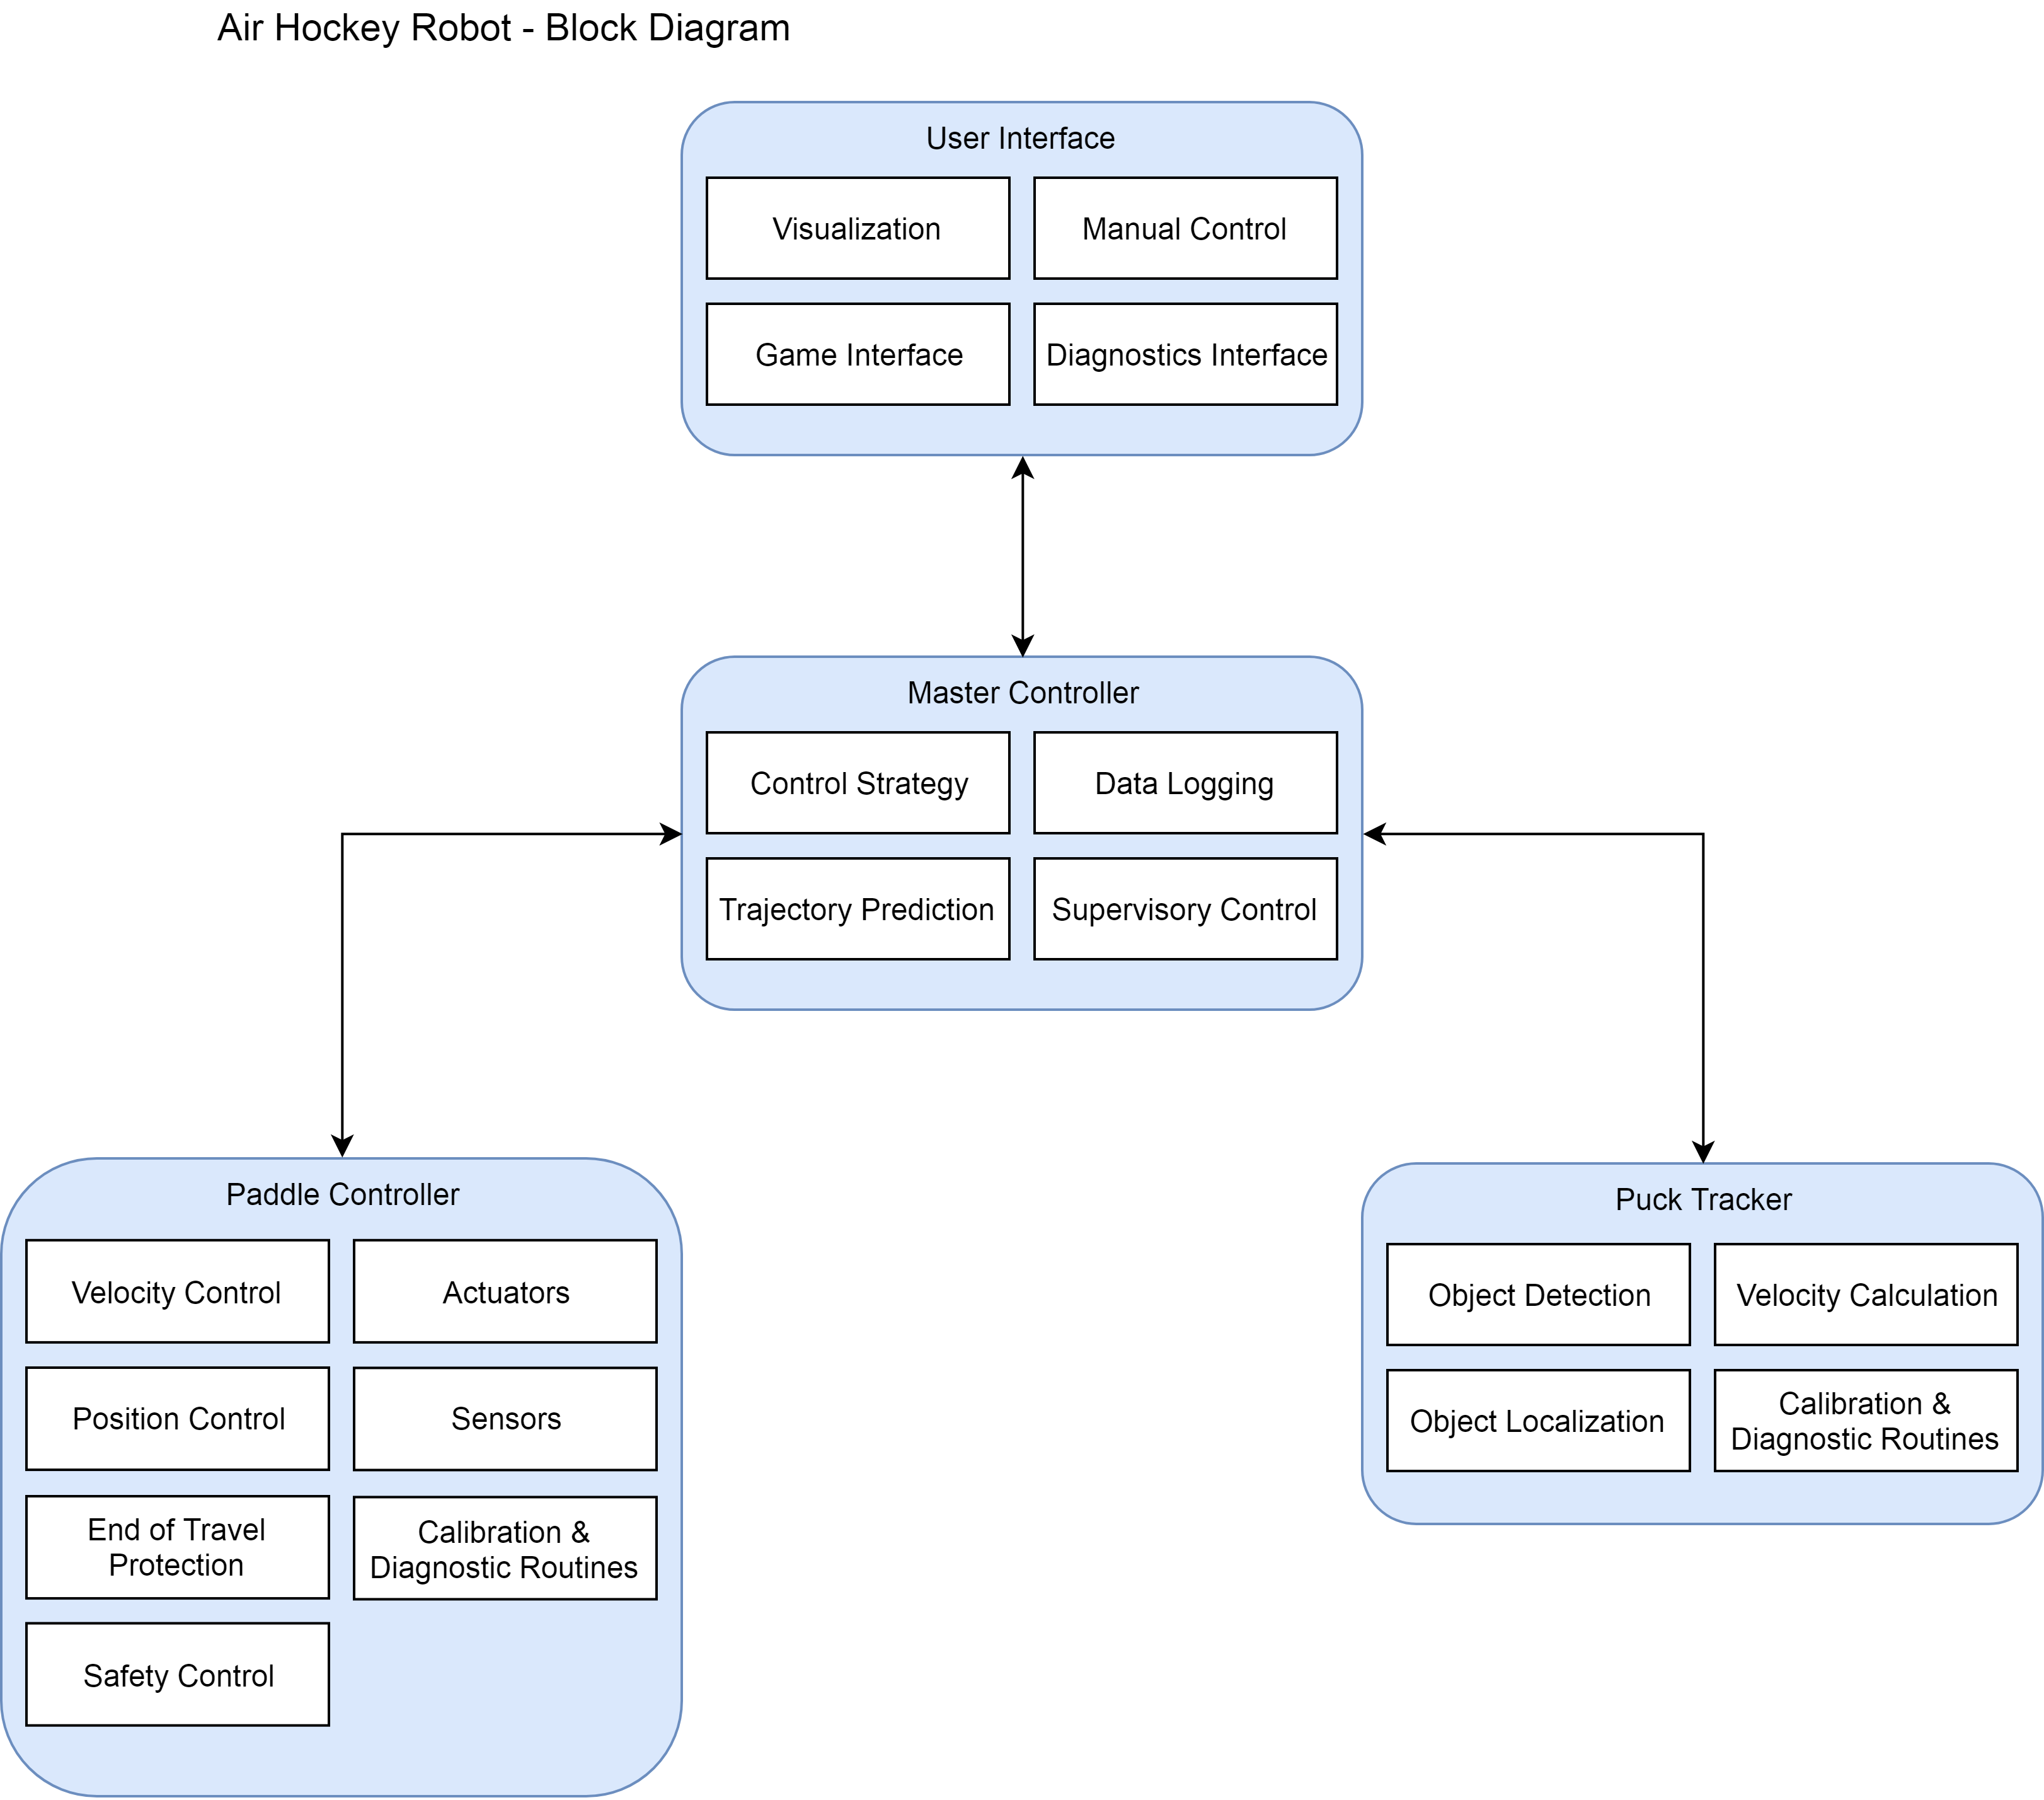 Air Hockey Robot - Block Diagram
User Interface
Visualization
Manual Control
Game Interface
Diagnostics Interface
Master Controller
Control Strategy
Data Logging
Trajectory Prediction
Supervisory Control
Paddle Controller
Velocity Control
Actuators
Position Control
Sensors
End of Travel
Protection
Calibration &
Diagnostic Routines
Safety Control
Puck Tracker
Object Detection
Velocity Calculation
Object Localization
Calibration &
Diagnostic Routines